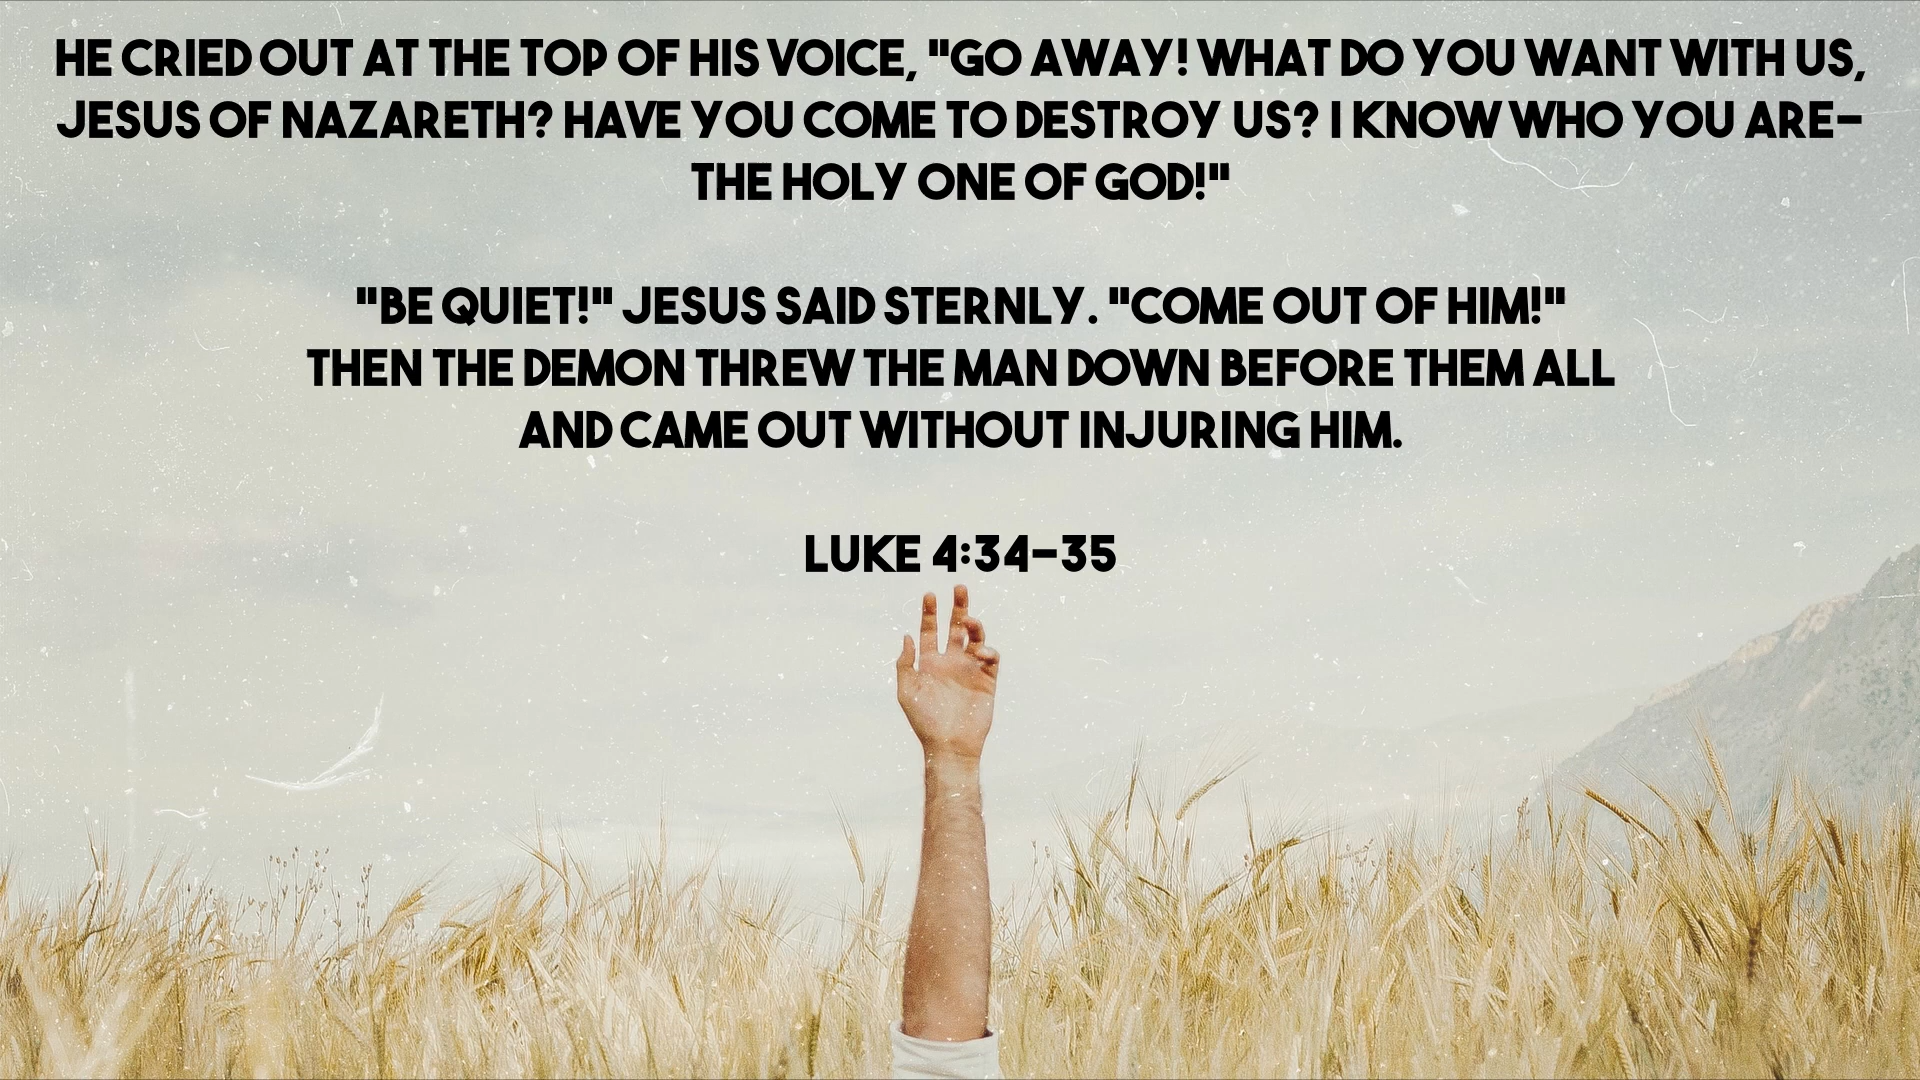 HE CRIED OUT AT THE TOP OF HIS VOICE, "GO AWAY! WHAT DO YOU WANT WITH US,
JESUS OF NAZARETH? HAVE YOU COME TO DESTROY US? I KNOW WHO YOU ARE-
THE HOLY ONE OF GOD!"
"BE QUIET!" JESUS SAID STERNLY. "COME OUT OF HIM!"
THEN THE DEMON THREW THE MAN DOWN BEFORE THEM ALL
AND CAME OUT WITHOUT INJURING HIM.
LUKE 4:34-35